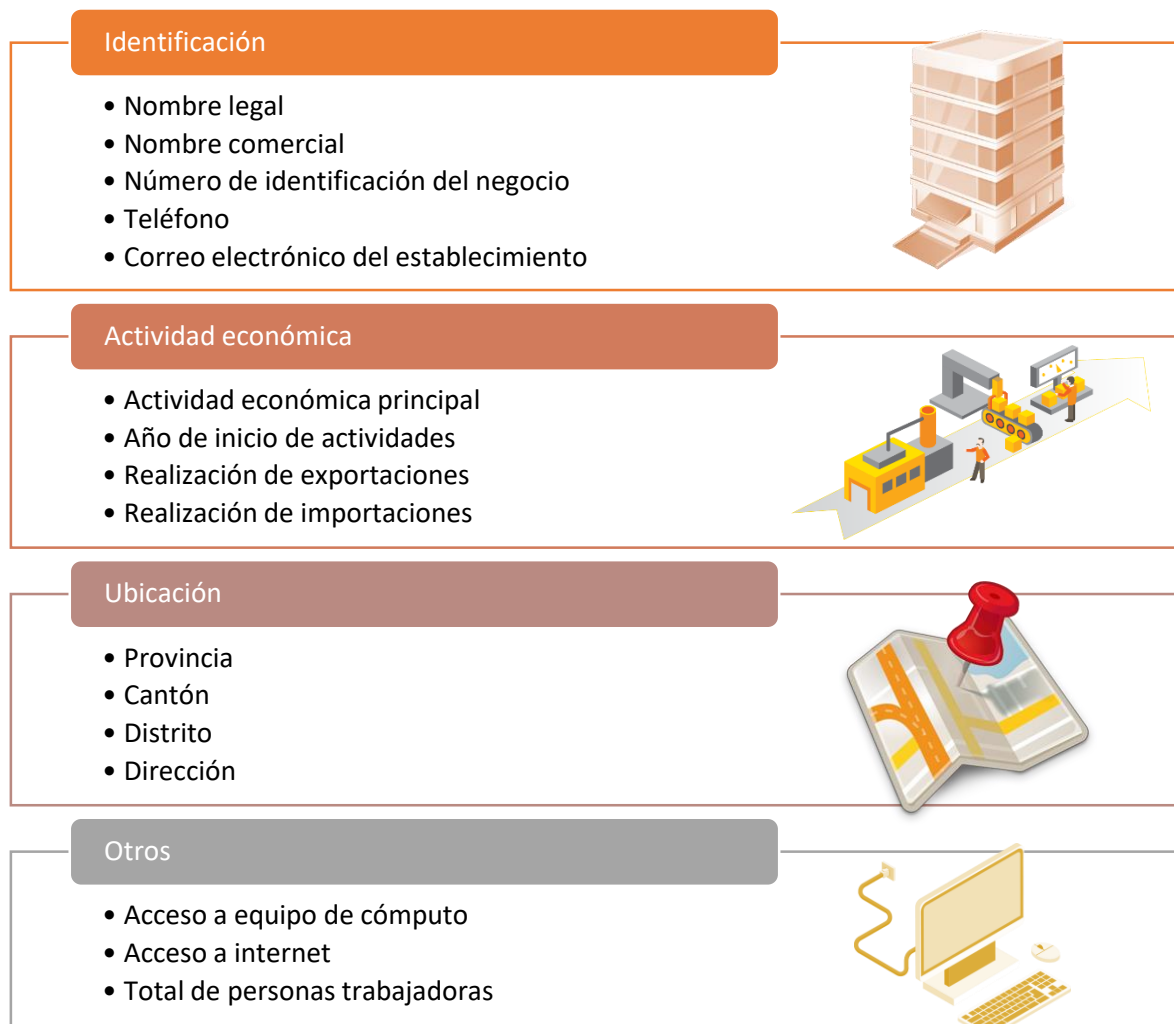 Identificación
• Nombre legal
• Nombre comercial
• Número de identificación del negocio
• Teléfono
• Correo electrónico del establecimiento
Actividad económica
• Actividad económica principal
• Año de inicio de actividades
• Realización de exportaciones
• Realización de importaciones
Ubicación
• Provincia
• Cantón
• Distrito
• Dirección
Otros
• Acceso a equipo de cómputo
• Acceso a internet
• Total de personas trabajadoras